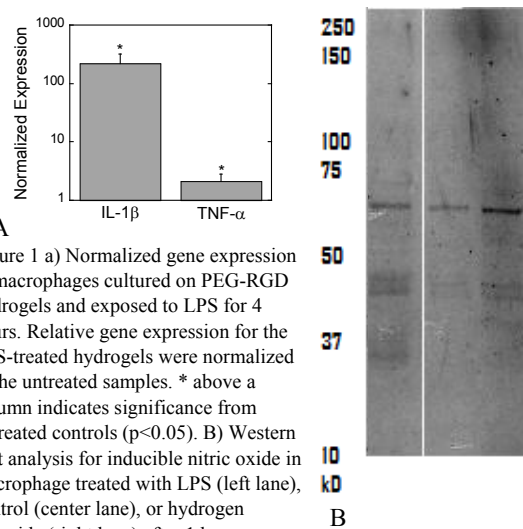 1000
100
10
1
Normalized Expression
*
*
IL-1β
TNF-α
A
ure 1 a) Normalized gene expression
macrophages cultured on PEG-RGD
rogels and exposed to LPS for 4
urs. Relative gene expression for the
S-treated hydrogels were normalized
he untreated samples. * above a
umn indicates significance from
reated controls (p<0.05). B) Western
t analysis for inducible nitric oxide in
crophage treated with LPS (left lane),
trol (center lane), or hydrogen
250
150
100
75
50
37
10
kD
B